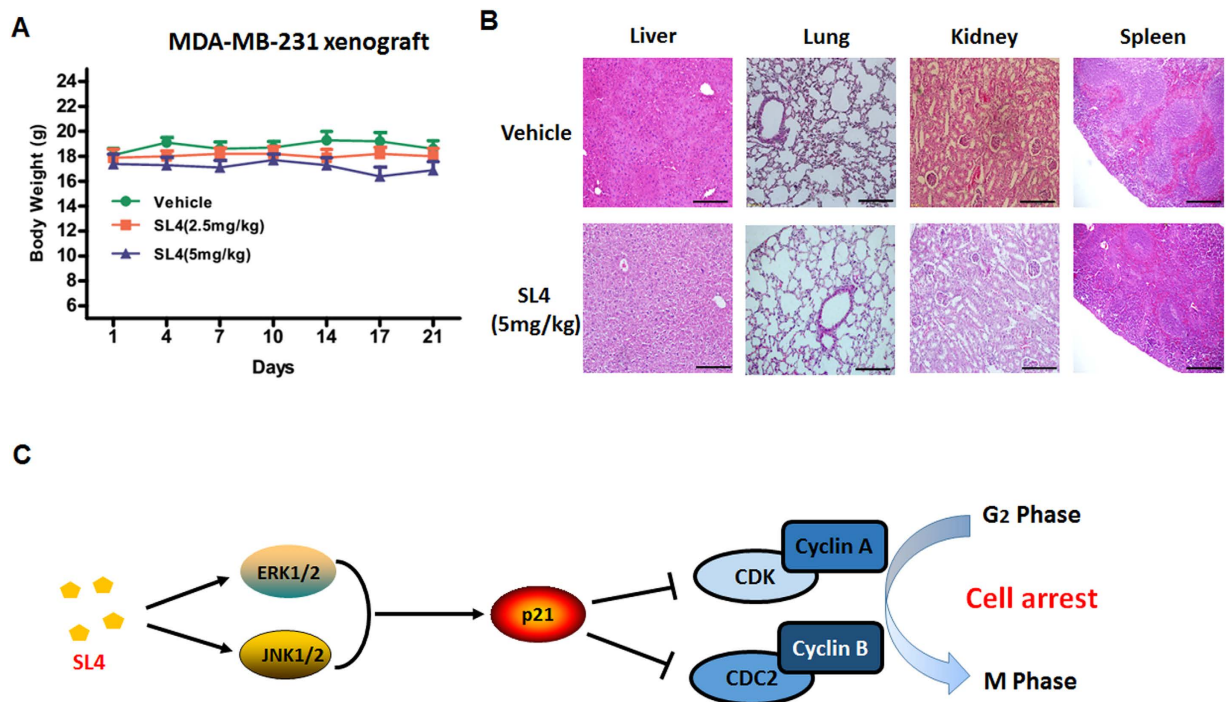 A
MDA-MB-231 xenograft
24
22
20
18
16
14
12
10
8
6
Body Weight (g)
Vehicle
SL4(2.5mg/kg)
SL4(5mg/kg)
1 4 7 10 14 17 21
Days
B
Liver Lung Kidney Spleen
Vehicle
SL4
(5mg/kg)
C
SL4
ERK1/2
JNK1/2
p21
Cyclin A
CDK
Cyclin B
CDC2
G2 Phase
Cell arrest
M Phase